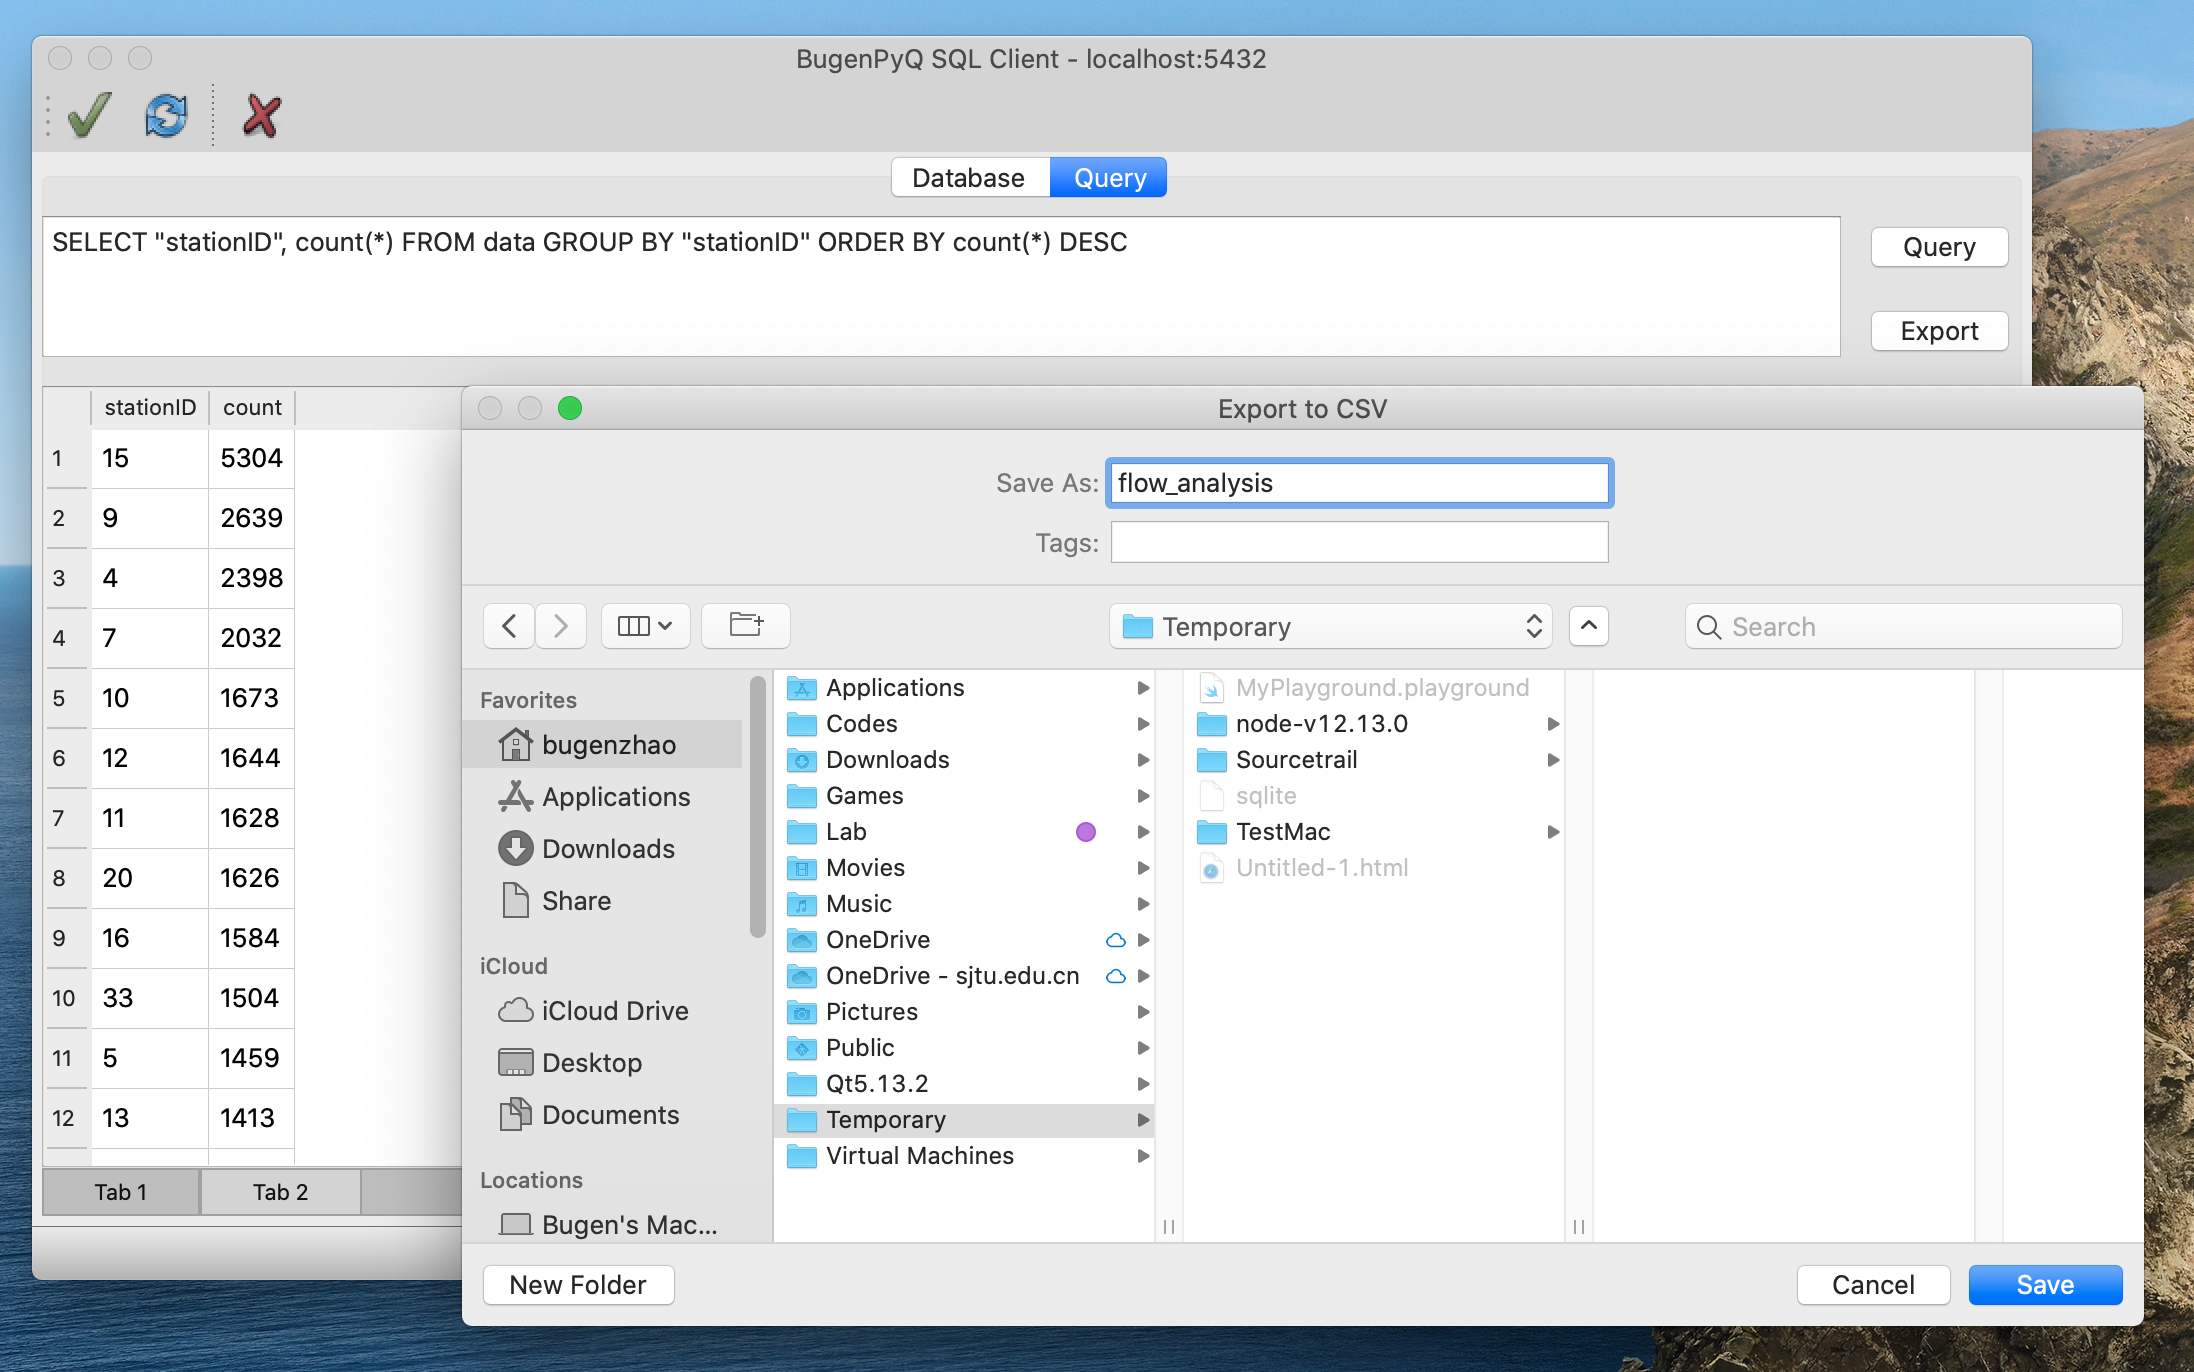 BugenPyQ SQL Client - localhost:5432
Database Query
SELECT "stationID", count(*) FROM data GROUP BY "stationID" ORDER BY count(*) DESC
Query
Export
stationID count
1 15 5304
2 9 2639
3 4 2398
4 7 2032
5 10 1673
6 12 1644
7 11 1628
8 20 1626
9 16 1584
10 33 1504
11 5 1459
12 13 1413
Tab 1 Tab 2
Export to CSV
Save As: flow_analysis
Tags:
Temporary
Search
Favorites
bugenzhao
Applications
Downloads
Share
iCloud
iCloud Drive
Desktop
Documents
Locations
Bugen's Mac...
Applications
Codes
Downloads
Games
Lab
Movies
Music
OneDrive
OneDrive - sjtu.edu.cn
Pictures
Public
Qt5.13.2
Temporary
Virtual Machines
MyPlayground.playground
node-v12.13.0
Sourcetrail
sqlite
TestMac
Untitled-1.html
New Folder
Cancel
Save